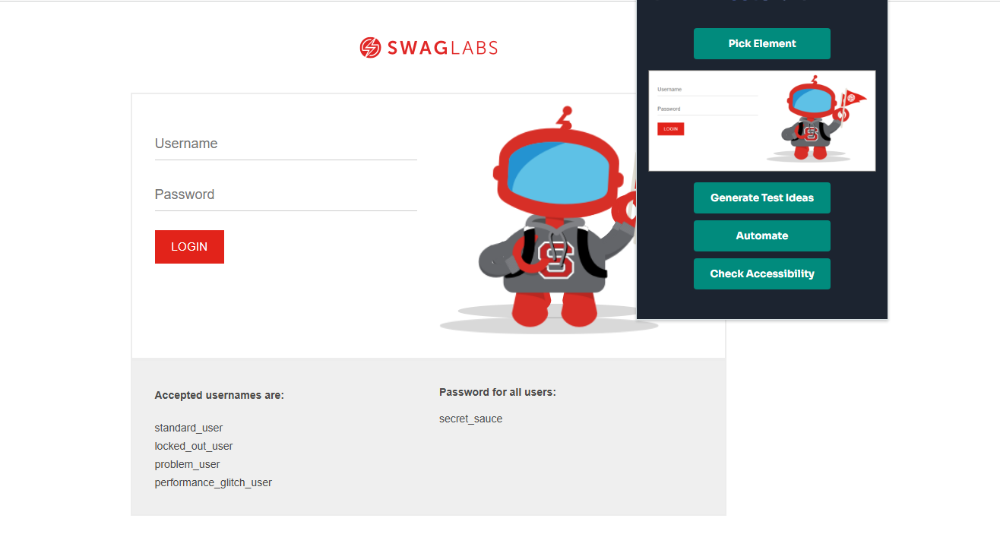 SWAGLABS
Username
Password
LOGIN
Accepted usernames are:
standard_user
locked_out_user
problem_user
performance_glitch_user
Password for all users:
secret_sauce
Pick Element
Username
Password
LOGIN
Generate Test Ideas
Automate
Check Accessibility